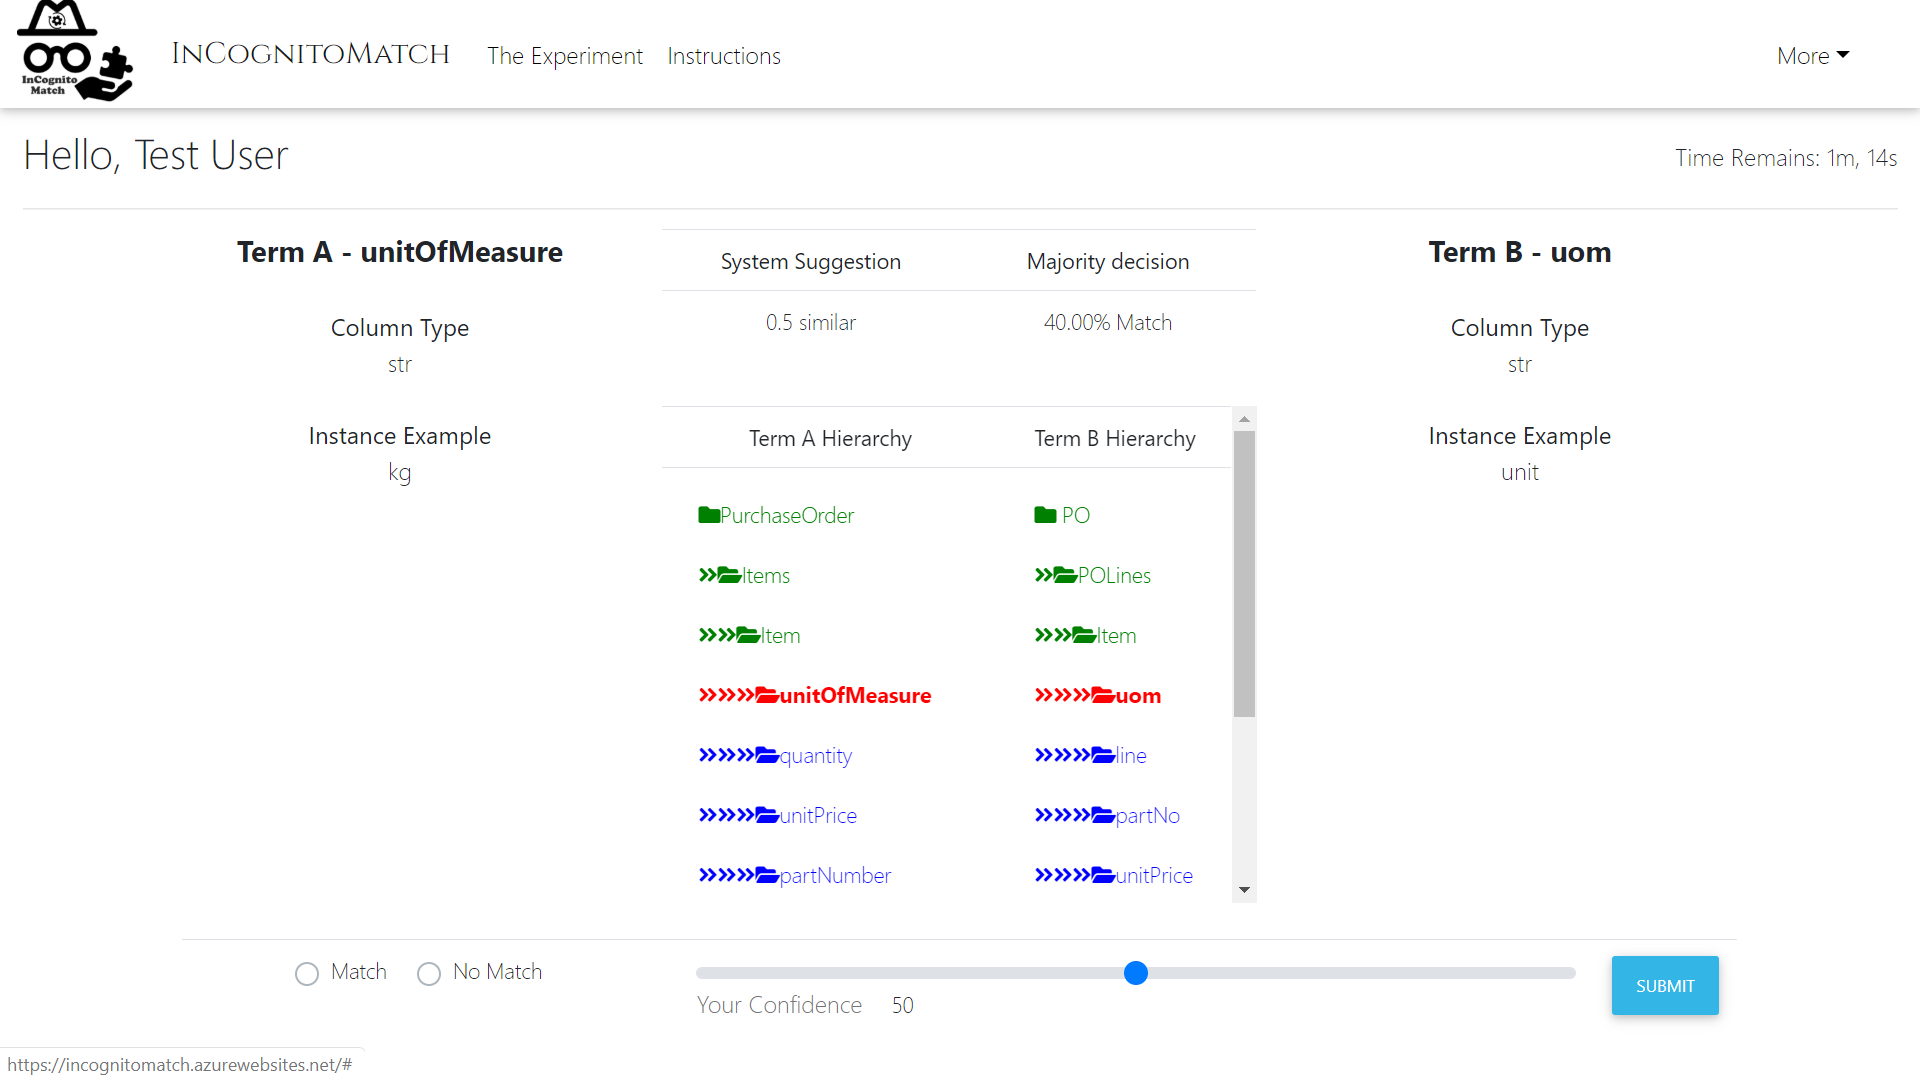 InCognito
Match
InCognitoMatch
The Experiment
Instructions
More
Hello, Test User
Time Remains: 1m, 14s
Term A - unitOfMeasure
Column Type
str
Instance Example
kg
System Suggestion
Majority decision
0.5 similar
40.00% Match
Term A Hierarchy
Term B Hierarchy
PurchaseOrder
PO
Items
POLines
Item
Item
unitOfMeasure
uom
quantity
line
unitPrice
partNo
partNumber
unitPrice
Term B - uom
Column Type
str
Instance Example
unit
Match
No Match
Your Confidence 50
SUBMIT
https://incognitomatch.azurewebsites.net/#